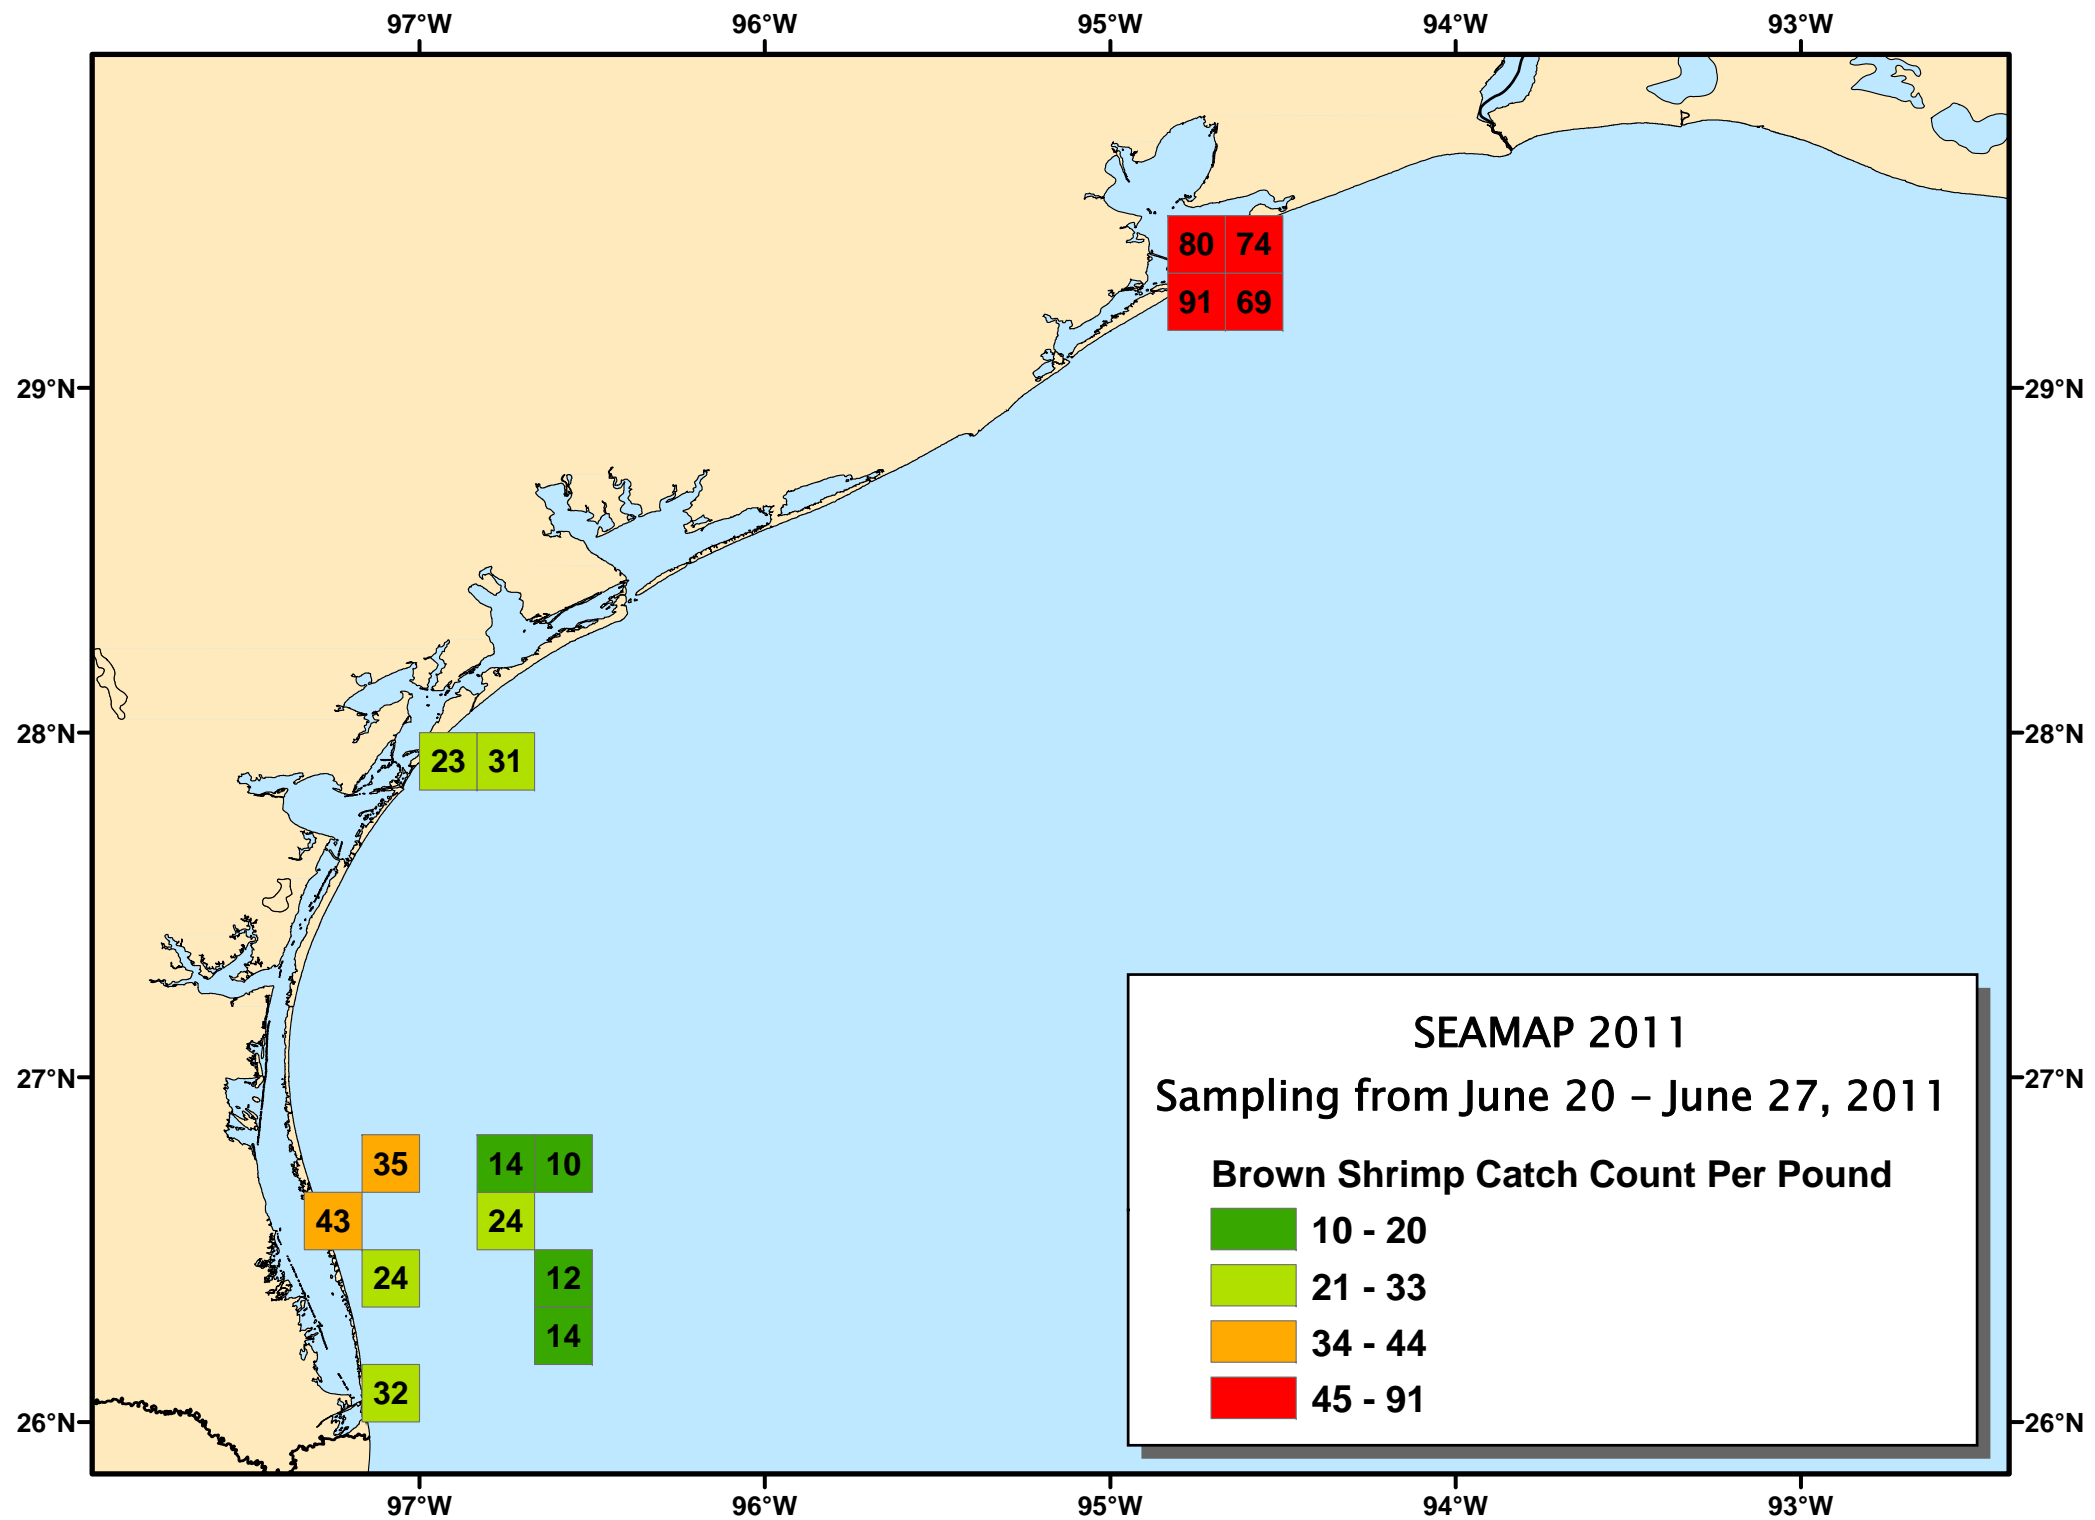 97°W 96°W 95°W 94°W 93°W
80 74
91 69
29°N 29°N
28°N 28°N
23 31
27°N 27°N
35 14 10
43 24
24 12
14
32
26°N 26°N
SEAMAP 2011
Sampling from June 20 - June 27, 2011
Brown Shrimp Catch Count Per Pound
10 - 20
21 - 33
34 - 44
45 - 91
97°W 96°W 95°W 94°W 93°W